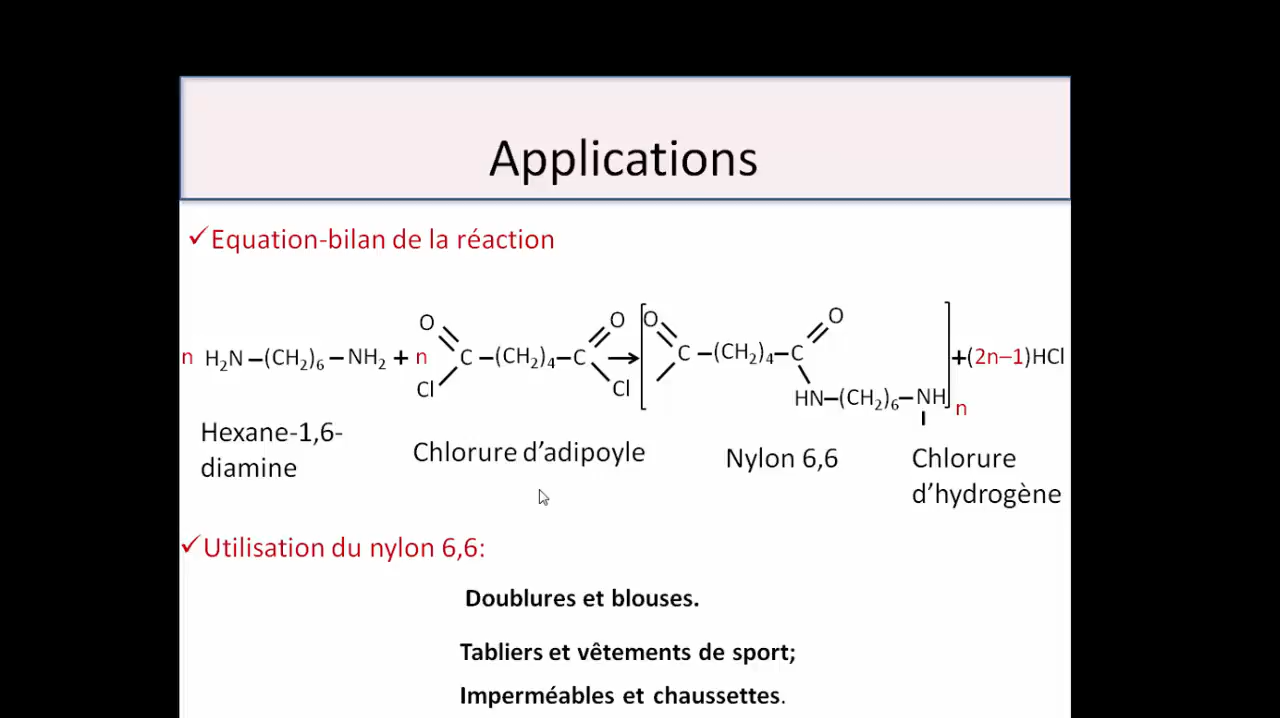 Applications
✓Equation-bilan de la réaction
O O O O
n H₂N–(CH₂)₆–NH₂ + n C–(CH₂)₄–C → [ C–(CH₂)₄–C ] +(2n–1)HCl
Cl Cl HN–(CH₂)₆–NH n
Hexane-1,6-
diamine
Chlorure d'adipoyle
Nylon 6,6
Chlorure
d'hydrogène
✓Utilisation du nylon 6,6:
Doublures et blouses.
Tabliers et vêtements de sport;
Imperméables et chaussettes.